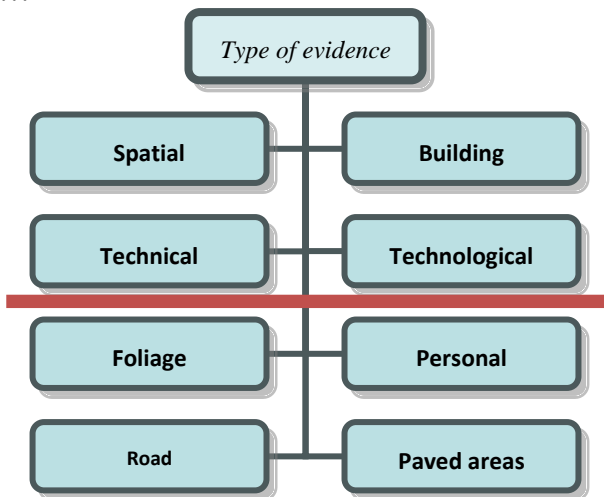 Type of evidence
Spatial
Building
Technical
Technological
Foliage
Personal
Road
Paved areas